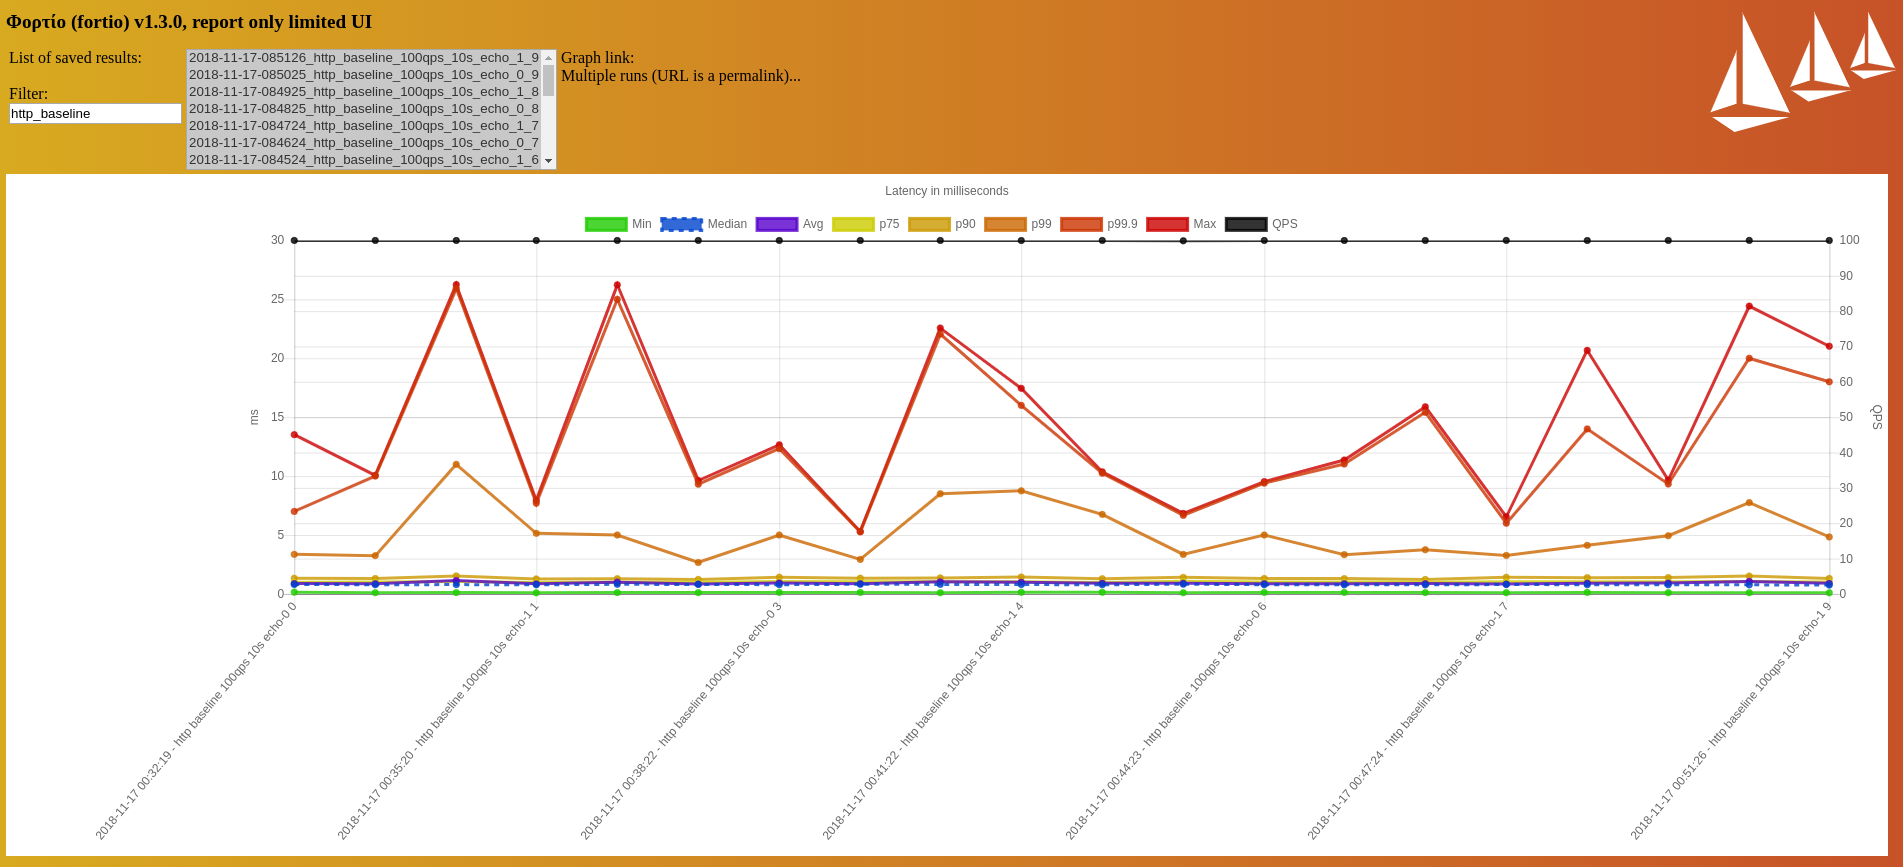 Φορτίο (fortio) v1.3.0, report only limited UI
List of saved results:
Filter:
http_baseline
2018-11-17-085126_http_baseline_100qps_10s_echo_1_9
2018-11-17-085025_http_baseline_100qps_10s_echo_0_9
2018-11-17-084925_http_baseline_100qps_10s_echo_1_8
2018-11-17-084825_http_baseline_100qps_10s_echo_0_8
2018-11-17-084724_http_baseline_100qps_10s_echo_1_7
2018-11-17-084624_http_baseline_100qps_10s_echo_0_7
2018-11-17-084524_http_baseline_100qps_10s_echo_1_6
Graph link:
Multiple runs (URL is a permalink)...
Latency in milliseconds
Min Median Avg p75 p90 p99 p99.9 Max QPS
30
25
20
15
10
5
0
ms
100
90
80
70
60
50
40
30
20
10
0
QPS
2018-11-17 00:32:19 - http baseline 100qps 10s echo-0 0
2018-11-17 00:35:20 - http baseline 100qps 10s echo-1 1
2018-11-17 00:38:22 - http baseline 100qps 10s echo-0 3
2018-11-17 00:41:22 - http baseline 100qps 10s echo-1 4
2018-11-17 00:44:23 - http baseline 100qps 10s echo-0 6
2018-11-17 00:47:24 - http baseline 100qps 10s echo-1 7
2018-11-17 00:51:26 - http baseline 100qps 10s echo-1 9